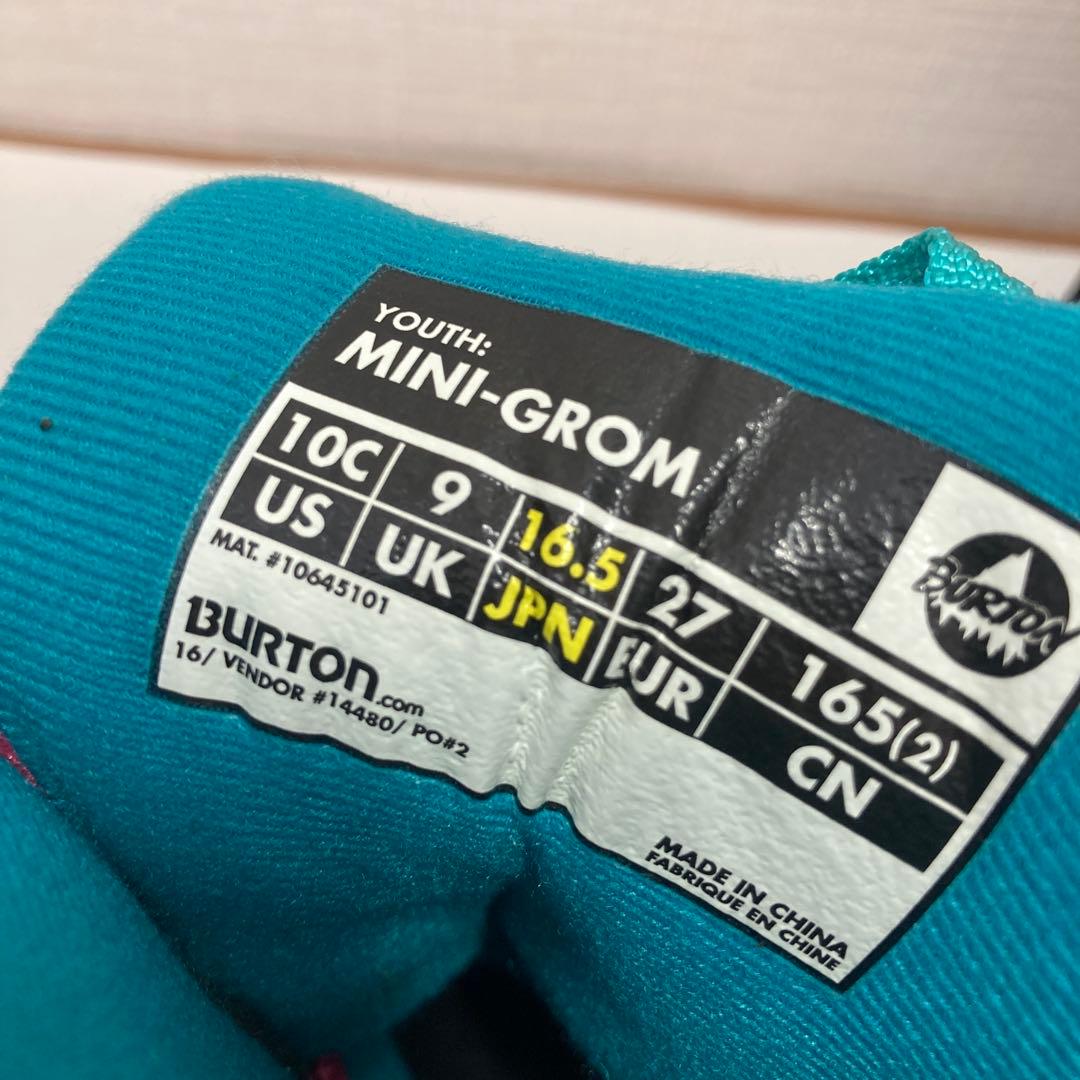 YOUTH:
MINI-GROM
10C 9 16.5 27 165(2)
US UK JPN EUR CN
MAT. #10645101
BURTON.com
16/ VENDOR #14480/ PO#2
BURTON
MADE IN CHINA
FABRIQUE EN CHINE